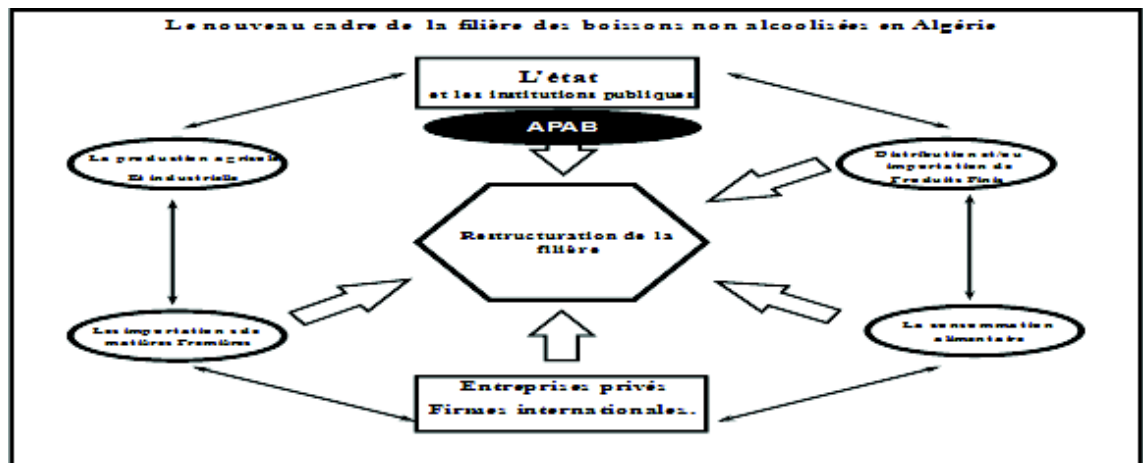 Le nouveau cadre de la filière des boissons non alcoolisées en Algérie
L'état
et les institutions publiques
APAB
La production agricole
Et industrielle
Distribution et/ou
importation de
Produits Finis
Restructuration de la
filière
Les importations de
matières Premières
La consommation
alimentaire
Entreprises privés
Firmes internationales.